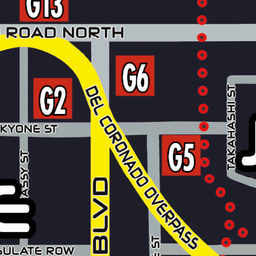 G13
ROAD NORTH
G6
G2
DEL CORONADO OVERPASS
KYONE ST
G5
TAKAHASHI ST
ASSY ST
BLVD
E ST
SULATE ROW